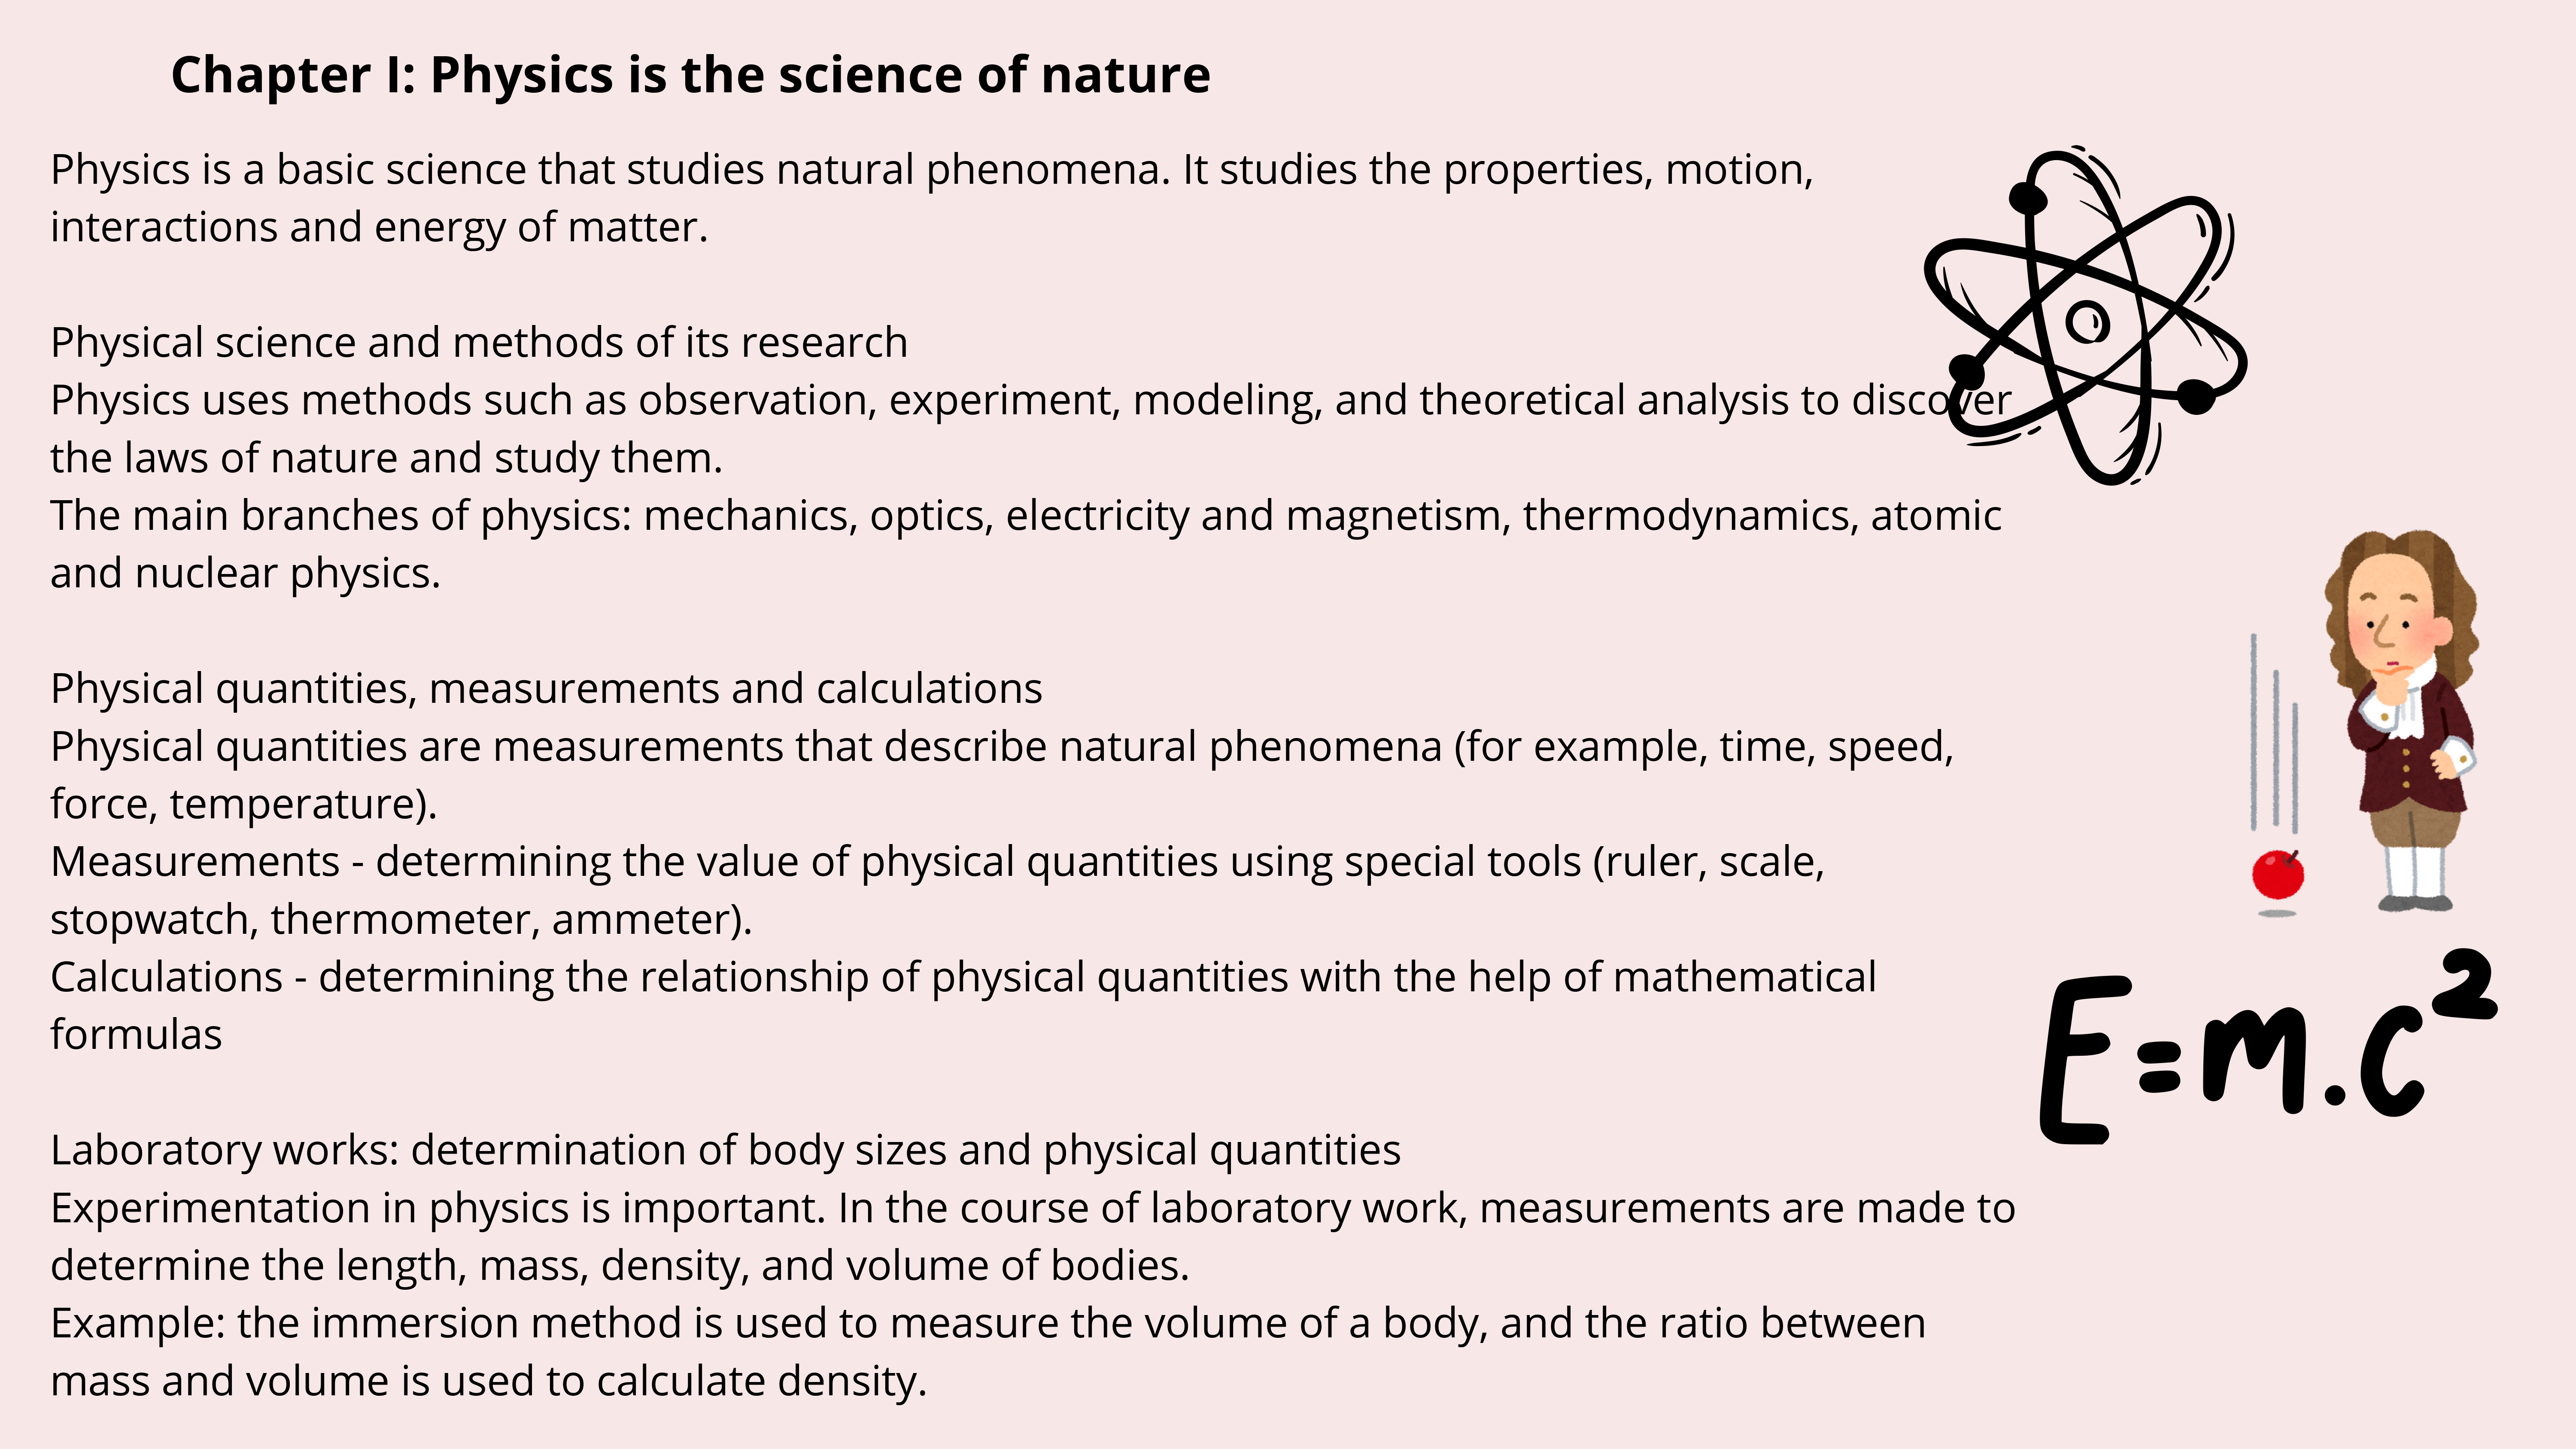 Chapter I: Physics is the science of nature
Physics is a basic science that studies natural phenomena. It studies the properties, motion,
interactions and energy of matter.
Physical science and methods of its research
Physics uses methods such as observation, experiment, modeling, and theoretical analysis to discover
the laws of nature and study them.
The main branches of physics: mechanics, optics, electricity and magnetism, thermodynamics, atomic
and nuclear physics.
Physical quantities, measurements and calculations
Physical quantities are measurements that describe natural phenomena (for example, time, speed,
force, temperature).
Measurements - determining the value of physical quantities using special tools (ruler, scale,
stopwatch, thermometer, ammeter).
Calculations - determining the relationship of physical quantities with the help of mathematical
formulas
E=m.c²
Laboratory works: determination of body sizes and physical quantities
Experimentation in physics is important. In the course of laboratory work, measurements are made to
determine the length, mass, density, and volume of bodies.
Example: the immersion method is used to measure the volume of a body, and the ratio between
mass and volume is used to calculate density.